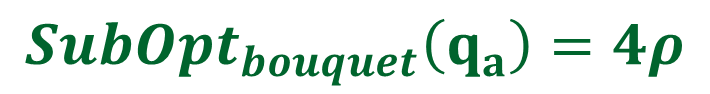 SubOpt_bouquet(q_a) = 4ρ